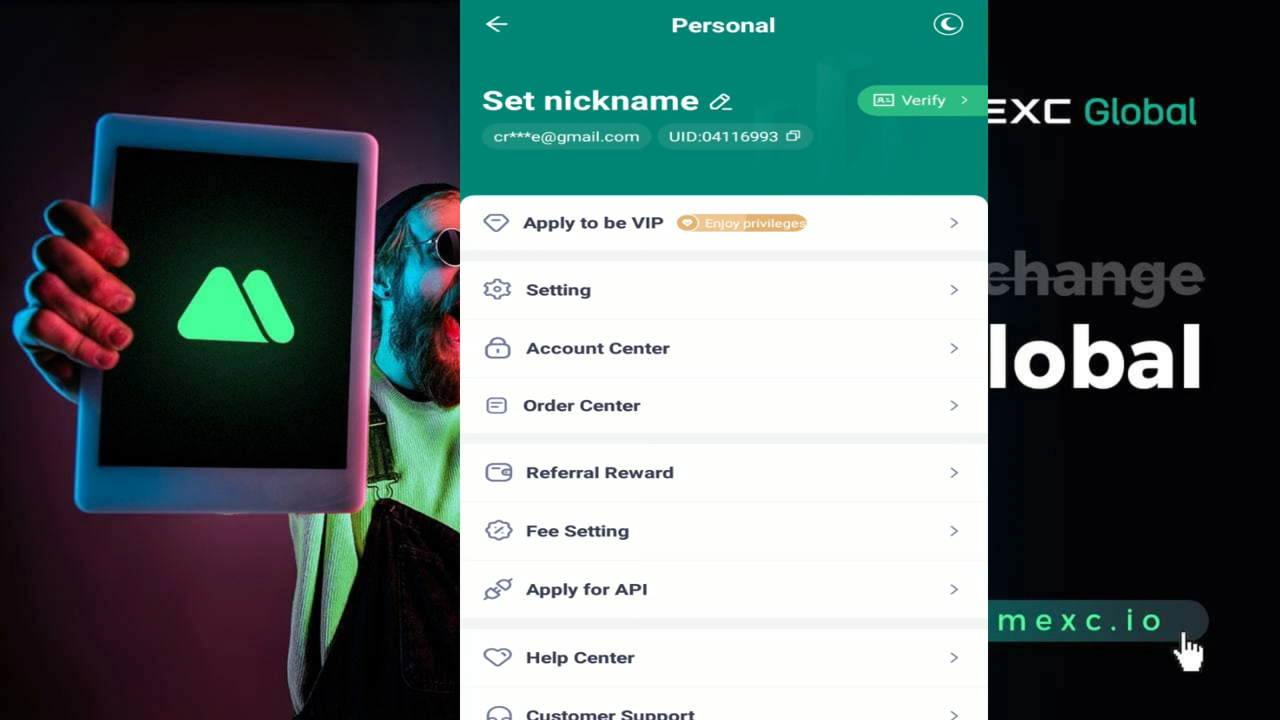 Personal
Set nickname
Verify
cr***e@gmail.com UID:04116993
EXC Global
Apply to be VIP Enjoy privileges
Setting
change
Account Center
lobal
Order Center
Referral Reward
Fee Setting
Apply for API
mexc.io
Help Center
Customer Support